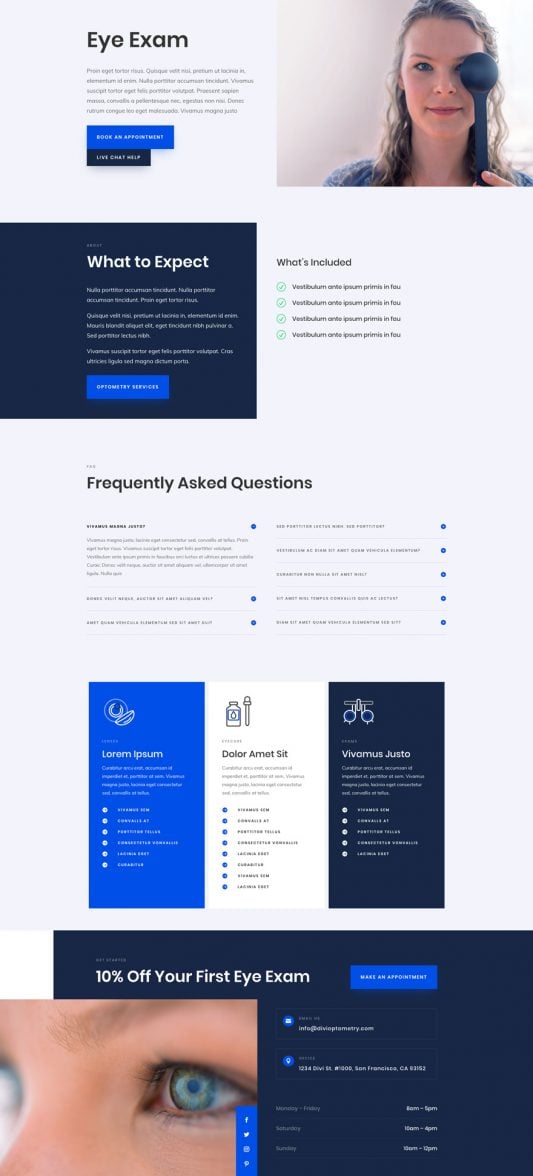 Eye Exam
Proin eget tortor risus. Quisque velit nisi, pretium ut lacinia in,
elementum id enim. Nulla porttitor accumsan tincidunt. Vivamus
suscipit tortor eget felis porttitor volutpat. Praesent sapien
massa, convallis a pellentesque nec, egestas non nisi. Donec
rutrum congue leo eget malesuada. Vivamus magna justo
BOOK AN APPOINTMENT
LIVE CHAT HELP
ABOUT
What to Expect
Nulla porttitor accumsan tincidunt. Nulla porttitor
accumsan tincidunt. Proin eget tortor risus.
Quisque velit nisi, pretium ut lacinia in, elementum id enim.
Mauris blandit aliquet elit, eget tincidunt nibh pulvinar a.
Sed porttitor lectus nibh.
Vivamus suscipit tortor eget felis porttitor volutpat. Cras
ultricies ligula sed magna dictum porta.
OPTOMETRY SERVICES
What's Included
Vestibulum ante ipsum primis in fau
Vestibulum ante ipsum primis in fau
Vestibulum ante ipsum primis in fau
Vestibulum ante ipsum primis in fau
FAQ
Frequently Asked Questions
VIVAMUS MAGNA JUSTO?
Vivamus magna justo, lacinia eget consectetur sed, convallis at tellus. Proin
eget tortor risus. Vivamus suscipit tortor eget felis porttitor volutpat.
Vestibulum ante ipsum primis in faucibus orci luctus et ultrices posuere cubilia
Curae; Donec velit neque, auctor sit amet aliquam vel, ullamcorper sit amet
ligula. Nulla quis
DONEC VELIT NEQUE, AUCTOR SIT AMET ALIQUAM VEL?
AMET QUAM VEHICULA ELEMENTUM SED SIT AMET DUI?
SED PORTTITOR LECTUS NIBH, SED PORTTITOR?
VESTIBULUM AC DIAM SIT AMET QUAM VEHICULA ELEMENTUM?
CURABITUR NON NULLA SIT AMET NISL?
SIT AMET NISL TEMPUS CONVALLIS QUIS AC LECTUS?
DIAM SIT AMET QUAM VEHICULA ELEMENTUM SED SIT?
LENSES
Lorem Ipsum
Curabitur arcu erat, accumsan id
imperdiet et, porttitor at sem. Vivamus
magna justo, lacinia eget consectetur
sed, convallis at tellus.
VIVAMUS SEM
CONVALLS AT
PORTTITOR TELLUS
CONSECTETUR VONVALLIS
LACINIA EGET
CURABITUR
EYECARE
Dolor Amet Sit
Curabitur arcu erat, accumsan id
imperdiet et, porttitor at sem. Vivamus
magna justo, lacinia eget consectetur
sed, convallis at tellus.
VIVAMUS SEM
CONVALLS AT
PORTTITOR TELLUS
CONSECTETUR VONVALLIS
LACINIA EGET
CURABITUR
VIVAMUS SEM
LACINIA EGET
EXAMS
Vivamus Justo
Curabitur arcu erat, accumsan id
imperdiet et, porttitor at sem. Vivamus
magna justo, lacinia eget consectetur
sed, convallis at tellus.
VIVAMUS SEM
CONVALLS AT
PORTTITOR TELLUS
CONSECTETUR VONVALLIS
LACINIA EGET
GET STARTED
10% Off Your First Eye Exam
MAKE AN APPOINTMENT
EMAIL US
info@divioptometry.com
OFFICE
1234 Divi St. #1000, San Francisco, CA 93152
Monday - Friday 8am – 5pm
Saturday 10am – 4pm
Sunday 10am – 12pm